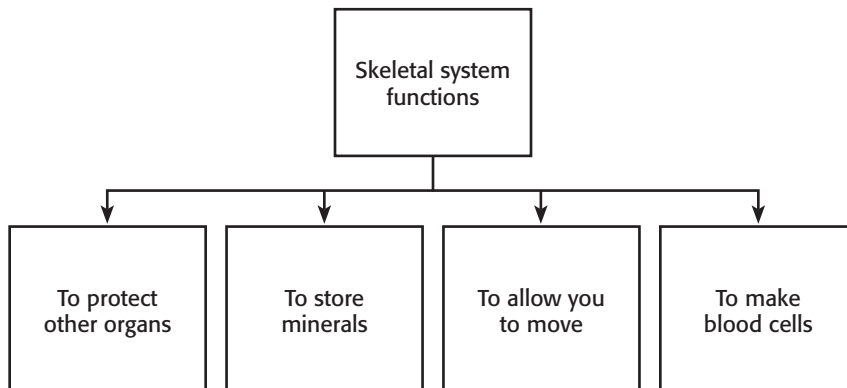 Skeletal system
functions
To protect
other organs
To store
minerals
To allow you
to move
To make
blood cells